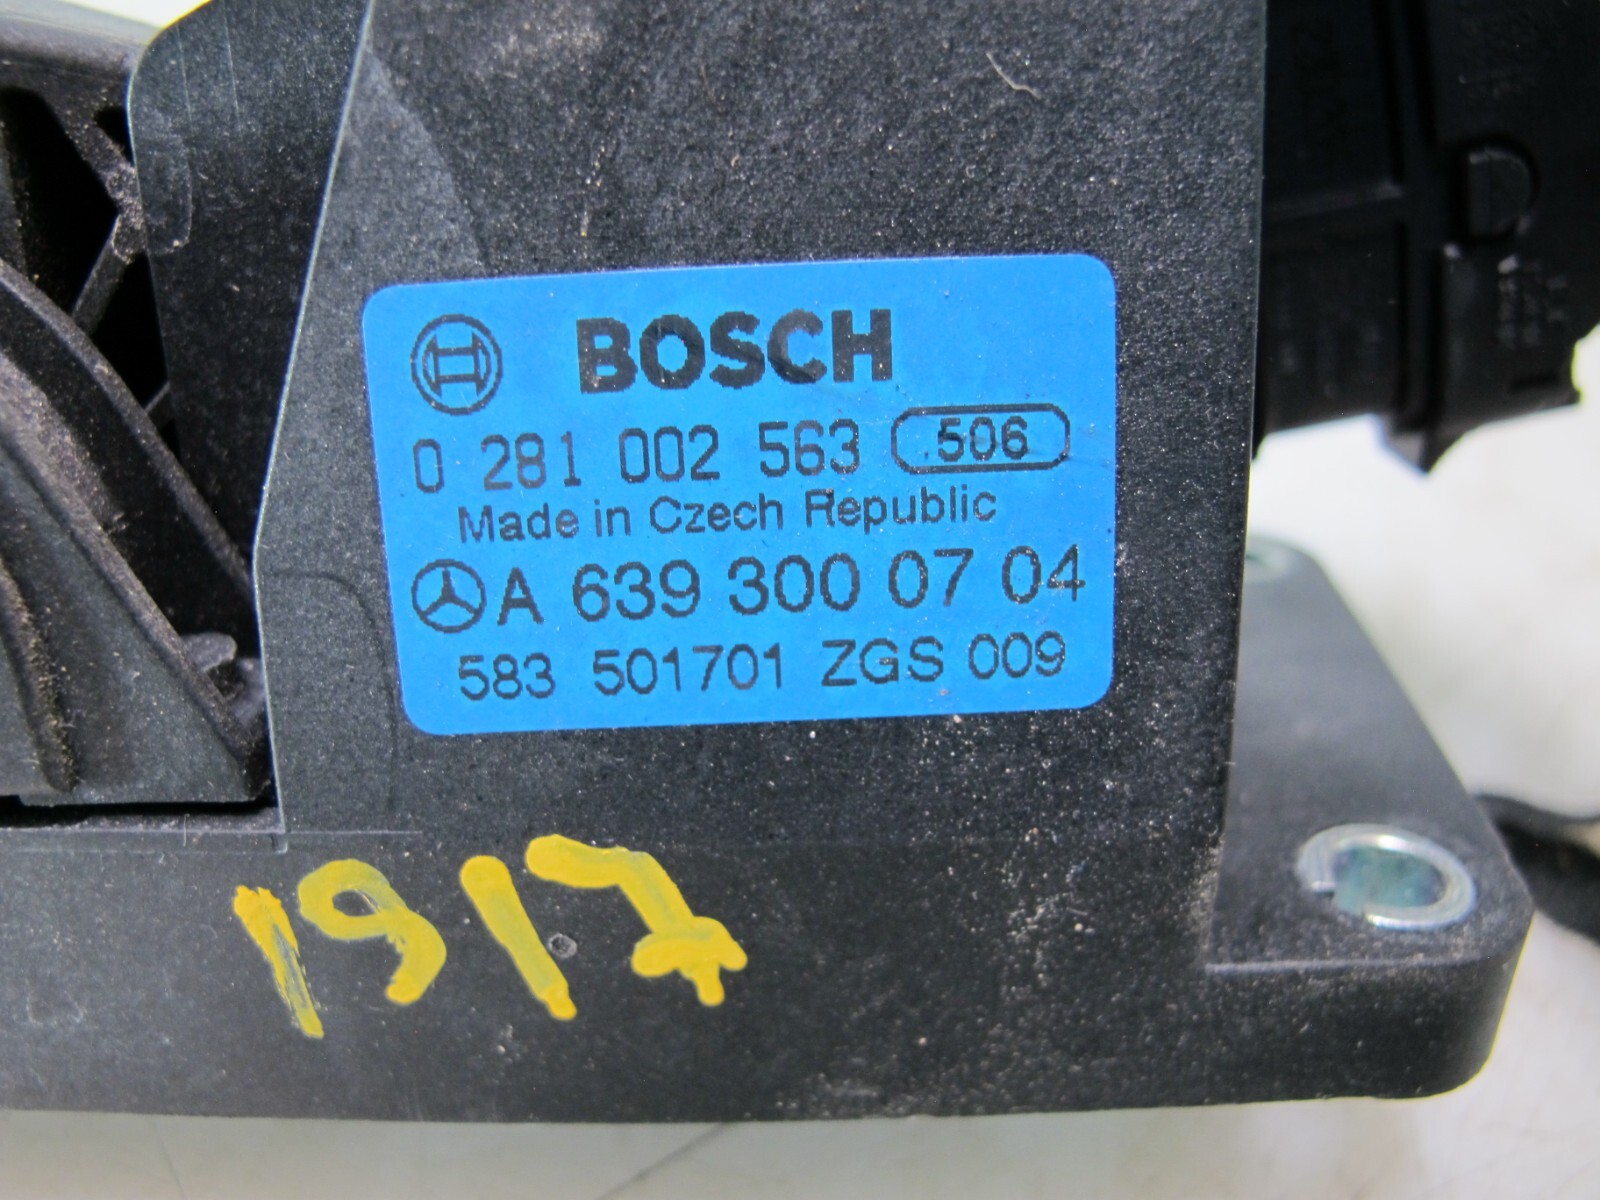 BOSCH
0 281 002 563 .506
Made in Czech Republic
A 639 300 07 04
583 501701 ZGS 009
1917